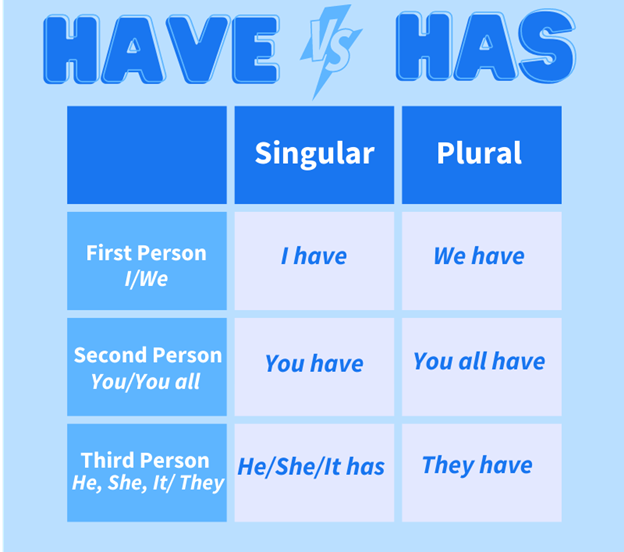 HAVE VS HAS
Singular
Plural
First Person
I/We
I have
We have
Second Person
You/You all
You have
You all have
Third Person
He, She, It/ They
He/She/It has
They have